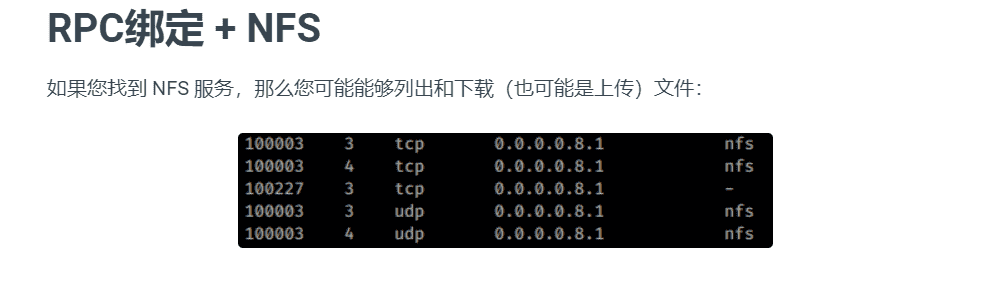 RPC绑定 + NFS
如果您找到 NFS 服务，那么您可能能够列出和下载（也可能是上传）文件：
100003 3 tcp 0.0.0.0.8.1 nfs
100003 4 tcp 0.0.0.0.8.1 nfs
100227 3 tcp 0.0.0.0.8.1 -
100003 3 udp 0.0.0.0.8.1 nfs
100003 4 udp 0.0.0.0.8.1 nfs